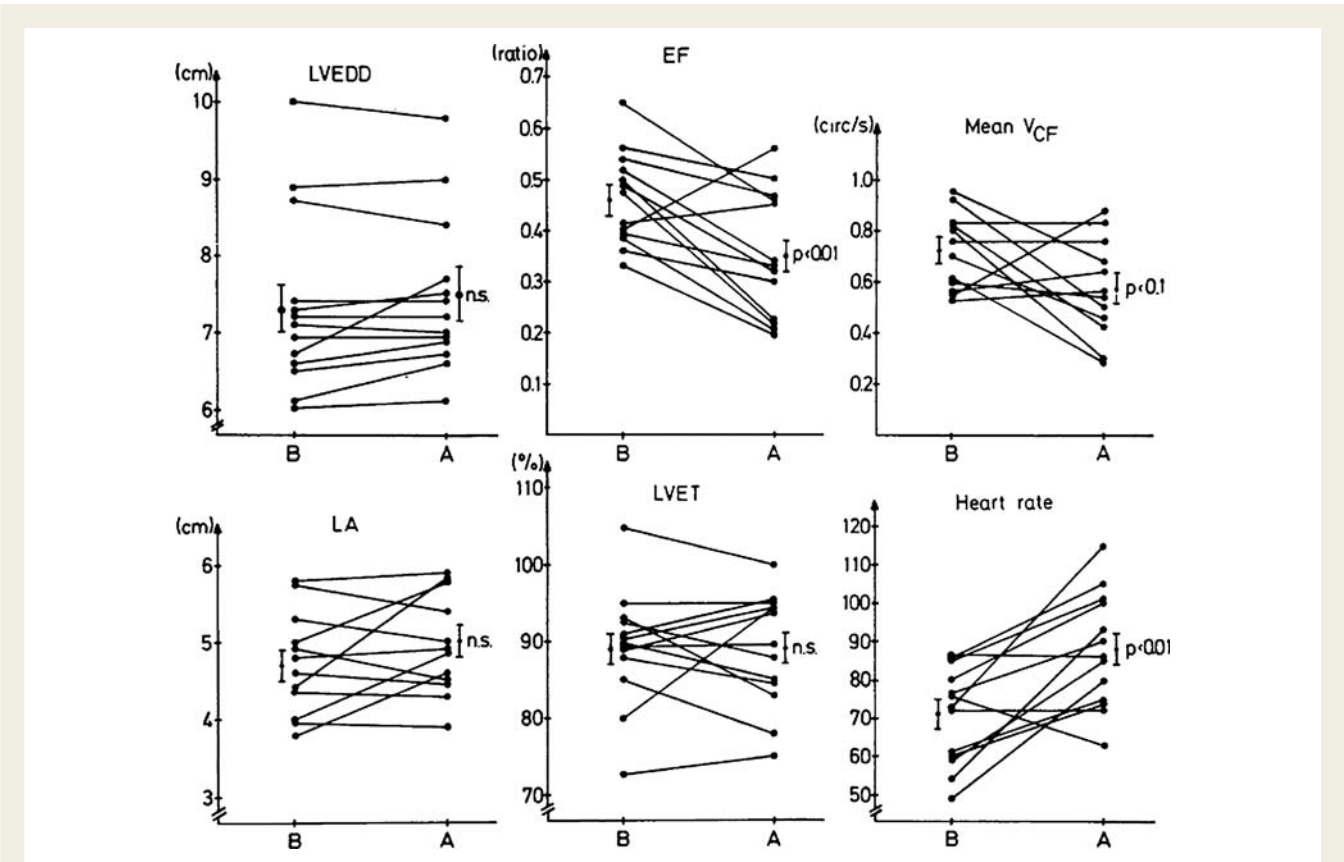 (cm)
LVEDD
10
9
8
7
6
n.s.
B
A
(ratio)
EF
0.7
0.6
0.5
0.4
0.3
0.2
0.1
p<0.01
B
A
(circ/s)
Mean VCF
1.0
0.8
0.6
0.4
0.2
p<0.1
B
A
(cm)
LA
6
5
4
3
n.s.
B
A
(%)
LVET
110
100
90
80
70
n.s.
B
A
Heart rate
120
110
100
90
80
70
60
50
p<0.01
B
A